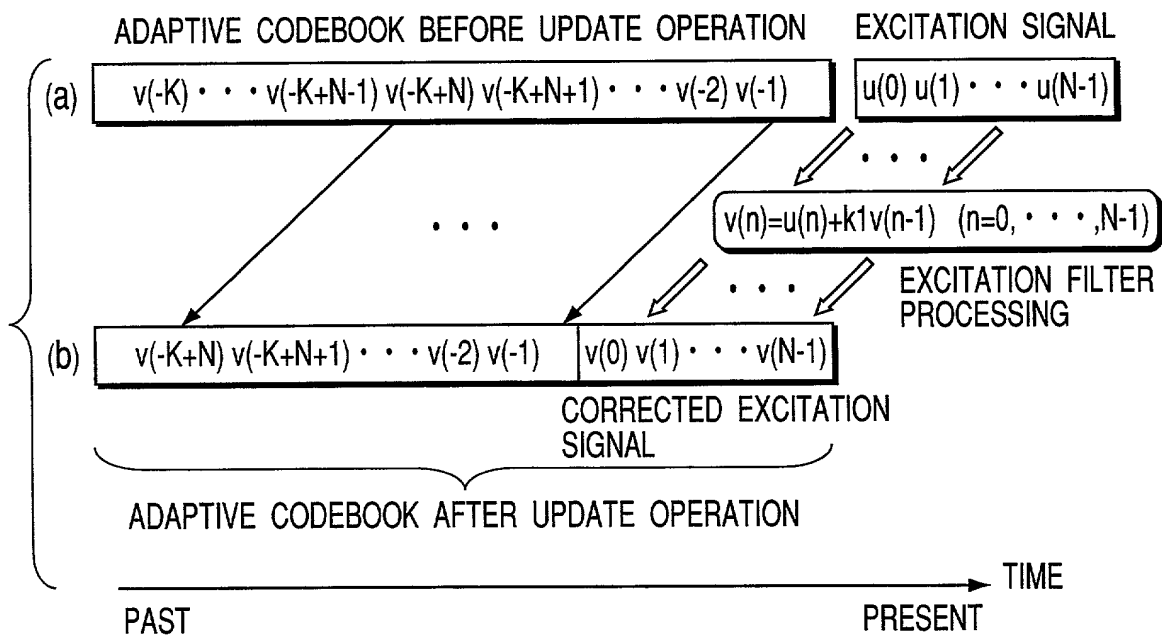 ADAPTIVE CODEBOOK BEFORE UPDATE OPERATION
EXCITATION SIGNAL
(a)
v(-K) · · · v(-K+N-1) v(-K+N) v(-K+N+1) · · · v(-2) v(-1)
u(0) u(1) · · · u(N-1)
· · ·
v(n)=u(n)+k1v(n-1) (n=0, · · · ,N-1)
· · ·
· · ·
EXCITATION FILTER
PROCESSING
(b)
v(-K+N) v(-K+N+1) · · · v(-2) v(-1)
v(0) v(1) · · · v(N-1)
CORRECTED EXCITATION
SIGNAL
ADAPTIVE CODEBOOK AFTER UPDATE OPERATION
TIME
PAST
PRESENT